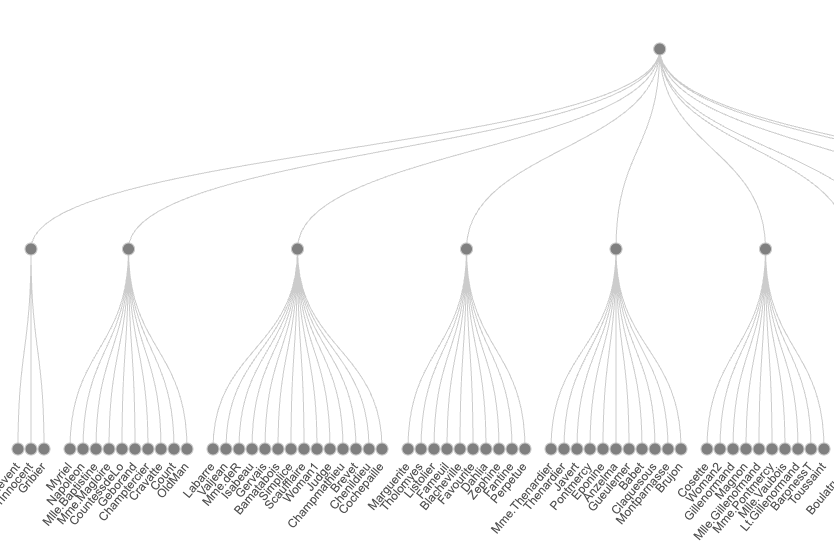 Gribier
Myriel
Napoleon
Mlle.Baptistine
Mme.Magloire
CountessdeLo
Geborand
Champtercier
Cravatte
Count
OldMan
Labarre
Valjean
Mme.deR
Isabeau
Gervais
Bamatabois
Simplice
Scaufflaire
Woman1
Judge
Champmathieu
Brevet
Chenildieu
Cochepaille
Marguerite
Tholomyes
Listolier
Fameuil
Blacheville
Favourite
Dahlia
Zephine
Fantine
Perpetue
Mme.Thenardier
Thenardier
Javert
Pontmercy
Eponine
Anzelma
Gueulemer
Babet
Claquesous
Montparnasse
Brujon
Cosette
Woman2
Gillenormand
Magnon
Mlle.Gillenormand
Mme.Pontmercy
Mlle.Vaubois
Lt.Gillenormand
BaronessT
Toussaint